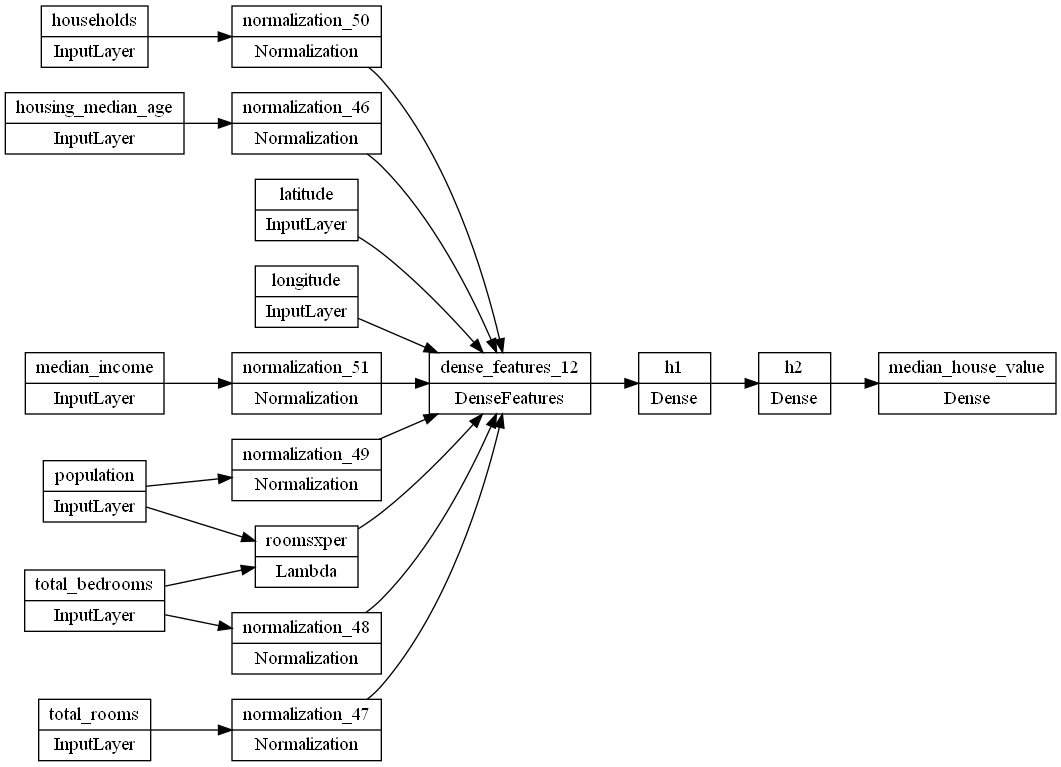 households
InputLayer
normalization_50
Normalization
housing_median_age
InputLayer
normalization_46
Normalization
latitude
InputLayer
longitude
InputLayer
median_income
InputLayer
normalization_51
Normalization
dense_features_12
DenseFeatures
h1
Dense
h2
Dense
median_house_value
Dense
population
InputLayer
normalization_49
Normalization
roomsxper
Lambda
total_bedrooms
InputLayer
normalization_48
Normalization
total_rooms
InputLayer
normalization_47
Normalization